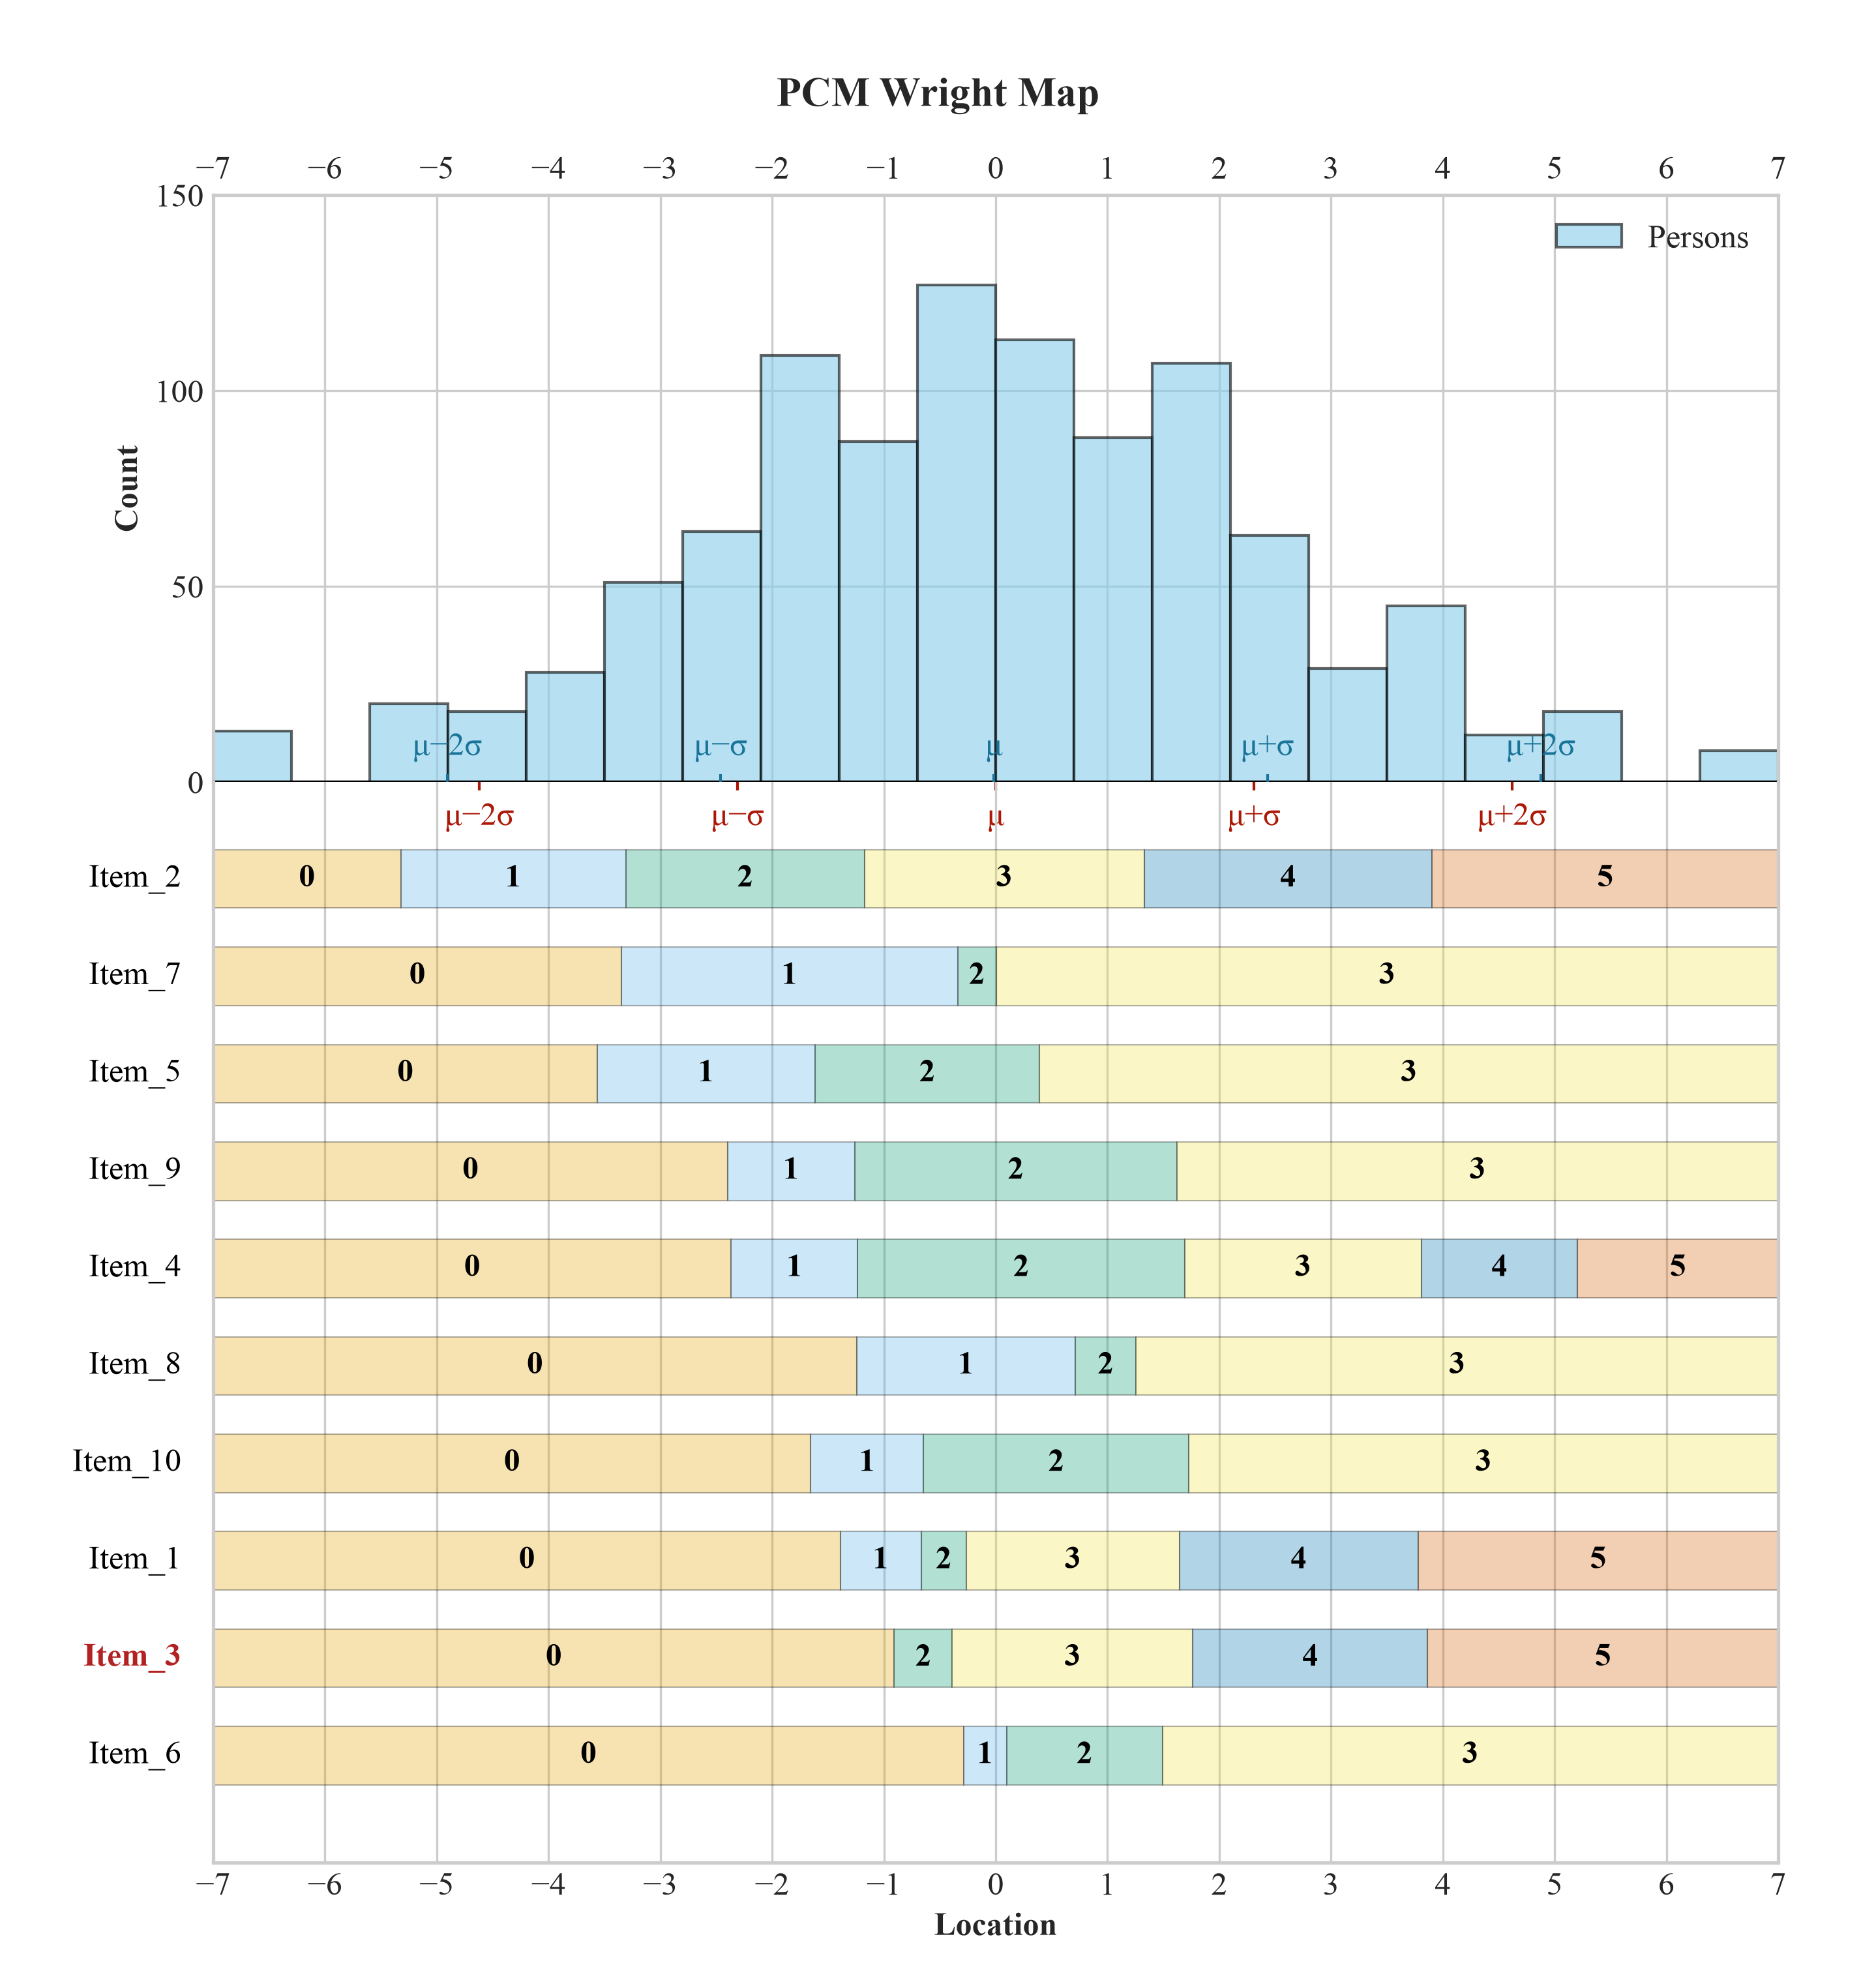 PCM Wright Map
−7 −6 −5 −4 −3 −2 −1 0 1 2 3 4 5 6 7
150
Persons
100
Count
50
μ−2σ μ−σ μ μ+σ μ+2σ
0
μ−2σ μ−σ μ μ+σ μ+2σ
Item_2 0 1 2 3 4 5
Item_7 0 1 2 3
Item_5 0 1 2 3
Item_9 0 1 2 3
Item_4 0 1 2 3 4 5
Item_8 0 1 2 3
Item_10 0 1 2 3
Item_1 0 1 2 3 4 5
Item_3 0 2 3 4 5
Item_6 0 1 2 3
−7 −6 −5 −4 −3 −2 −1 0 1 2 3 4 5 6 7
Location